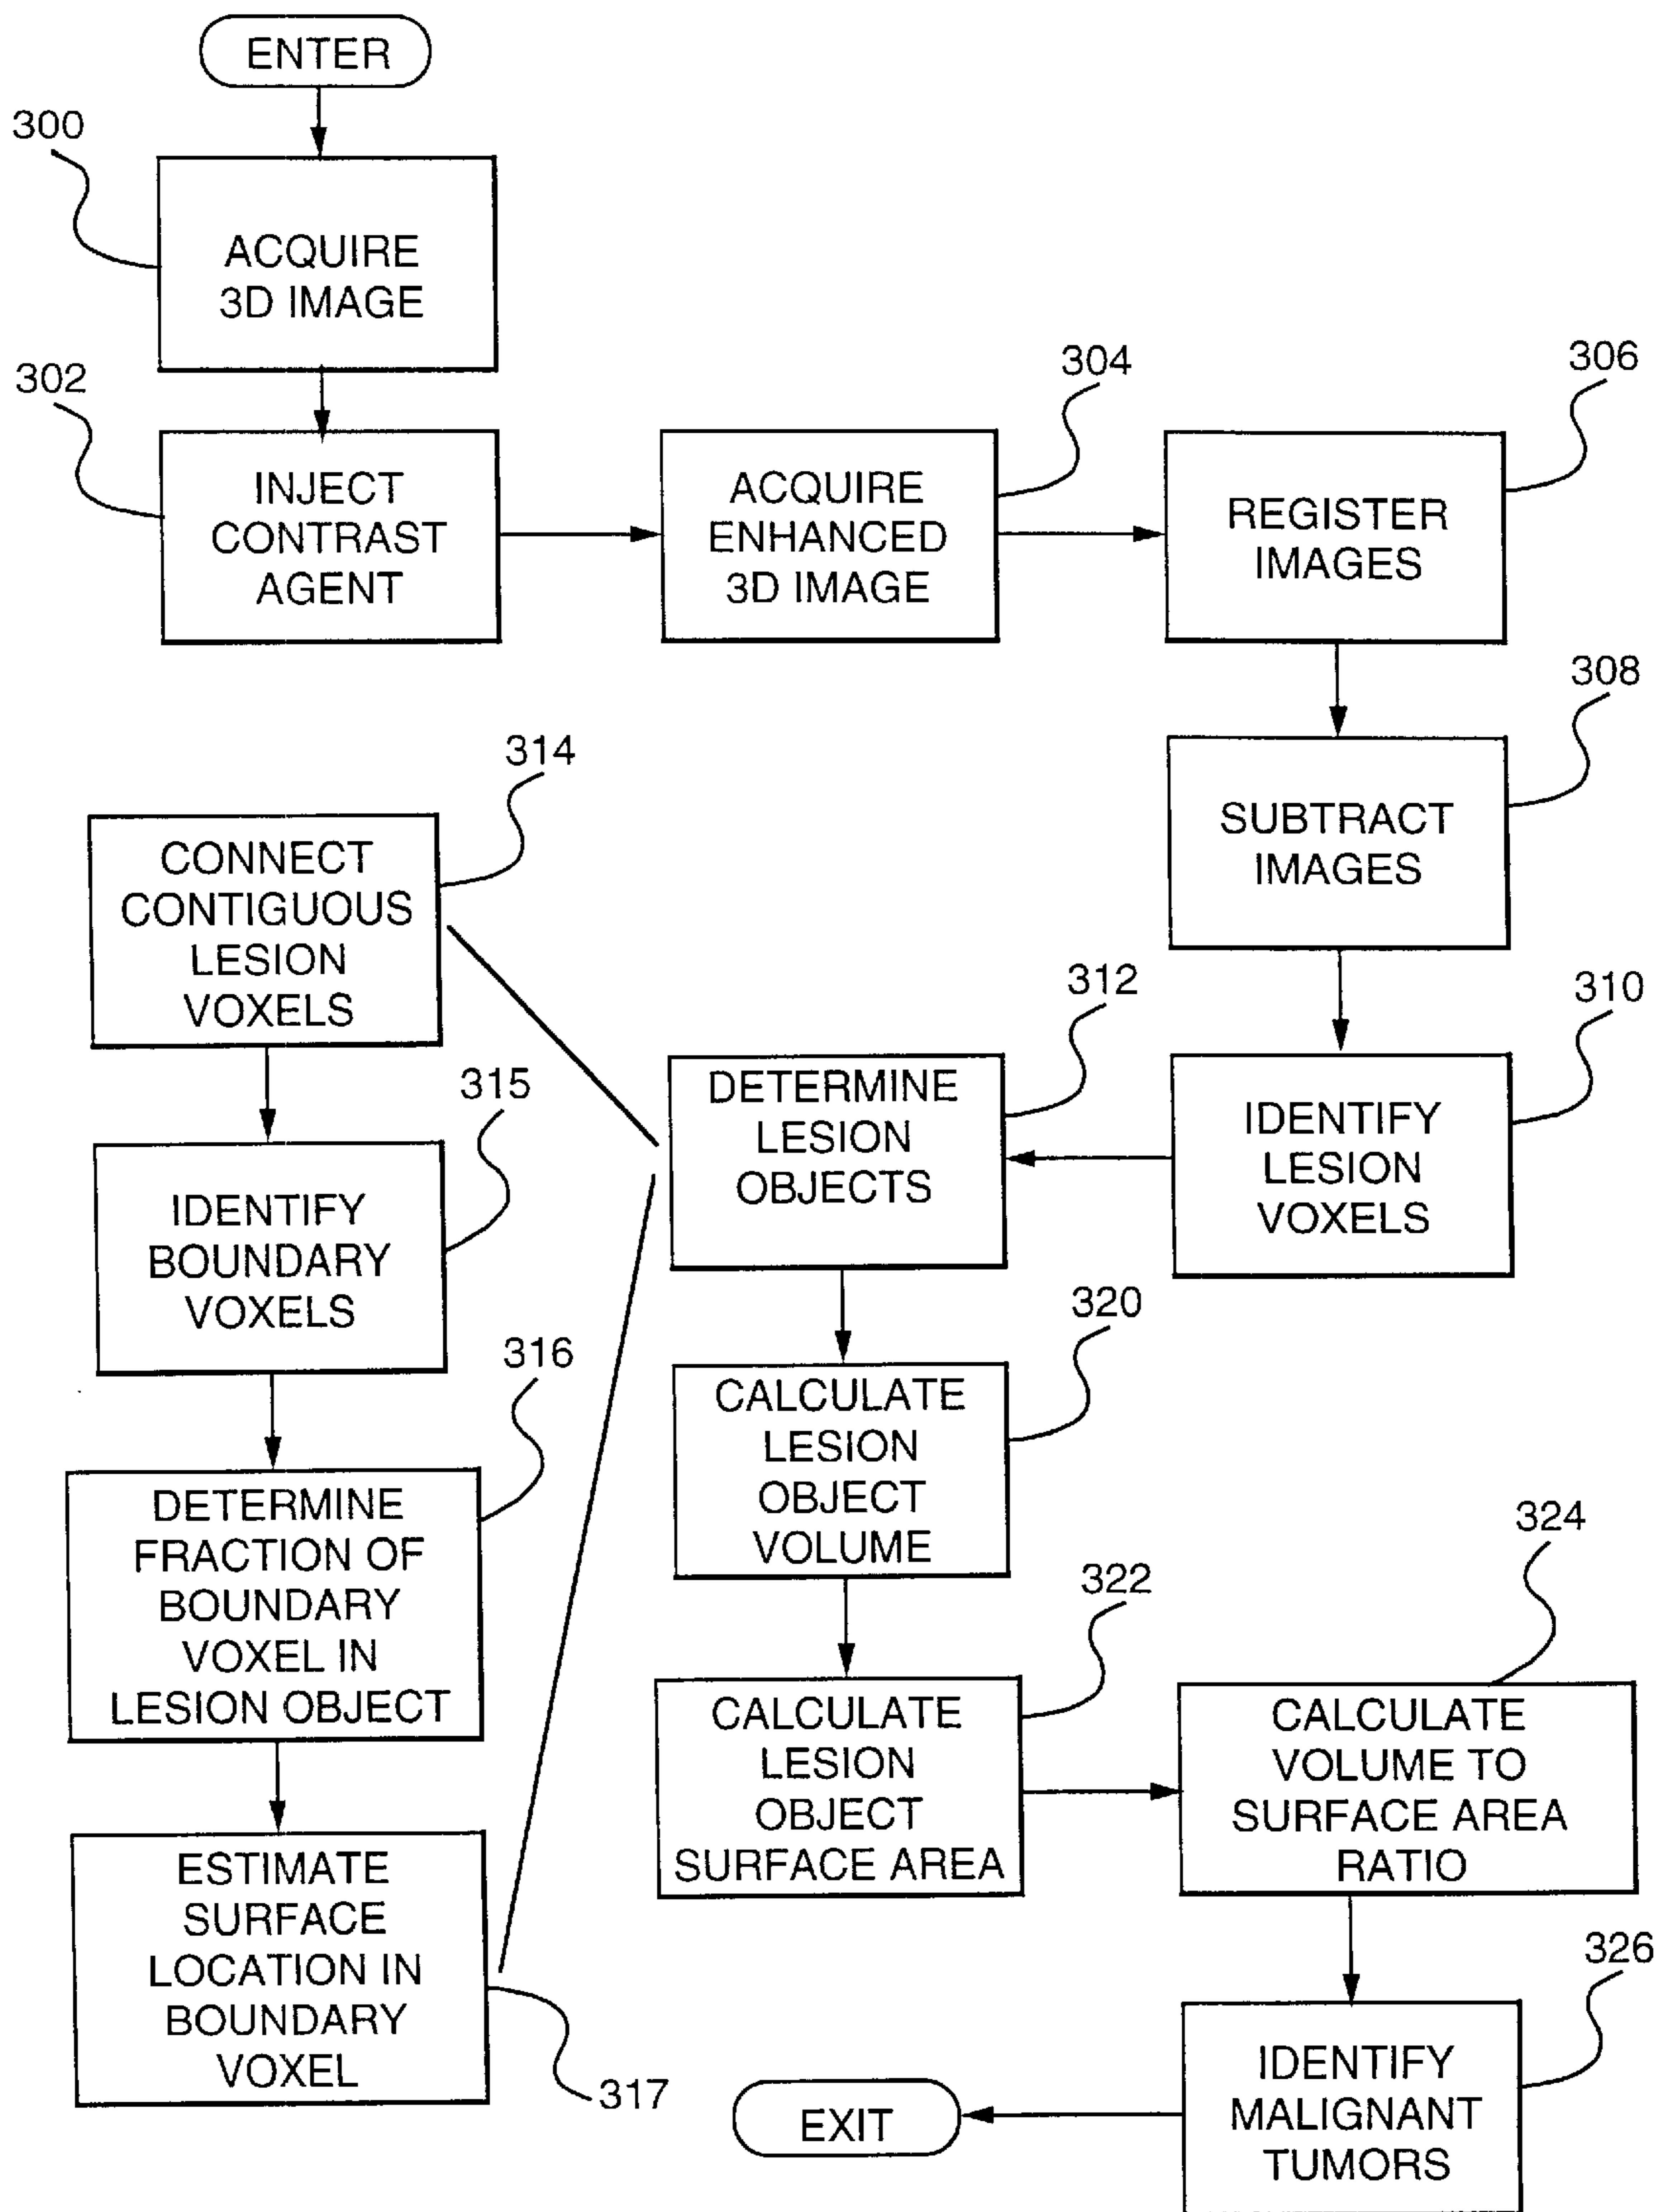 ENTER
300
ACQUIRE
3D IMAGE
302
INJECT
CONTRAST
AGENT
304
ACQUIRE
ENHANCED
3D IMAGE
306
REGISTER
IMAGES
308
SUBTRACT
IMAGES
310
IDENTIFY
LESION
VOXELS
312
DETERMINE
LESION
OBJECTS
314
CONNECT
CONTIGUOUS
LESION
VOXELS
315
IDENTIFY
BOUNDARY
VOXELS
316
DETERMINE
FRACTION OF
BOUNDARY
VOXEL IN
LESION OBJECT
ESTIMATE
SURFACE
LOCATION IN
BOUNDARY
VOXEL
317
320
CALCULATE
LESION
OBJECT
VOLUME
322
CALCULATE
LESION
OBJECT
SURFACE AREA
324
CALCULATE
VOLUME TO
SURFACE AREA
RATIO
326
IDENTIFY
MALIGNANT
TUMORS
EXIT